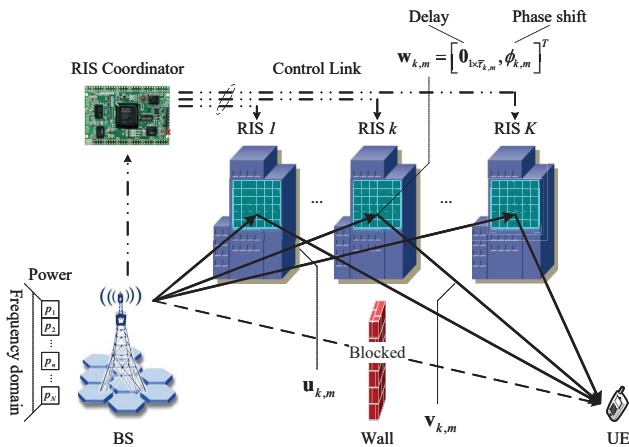 Delay
Phase shift
w_{k,m} = [0_{1×τ̄_{k,m}}, ϕ_{k,m}]^T
RIS Coordinator
Control Link
RIS 1
RIS k
RIS K
...
...
Power
Frequency domain
p_1
p_2
...
p_n
...
p_N
Blocked
u_{k,m}
v_{k,m}
BS
Wall
UE